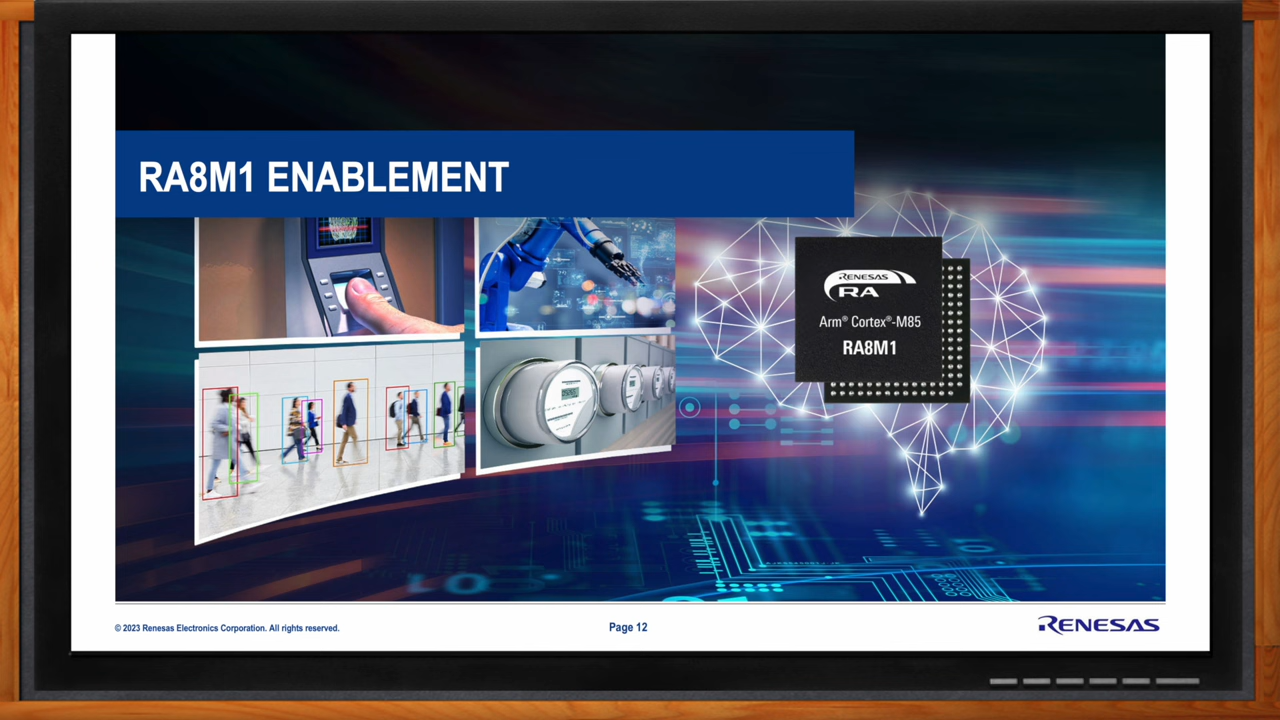 RA8M1 ENABLEMENT
RENESAS
RA
Arm® Cortex®-M85
RA8M1
© 2023 Renesas Electronics Corporation. All rights reserved.
Page 12
RENESAS